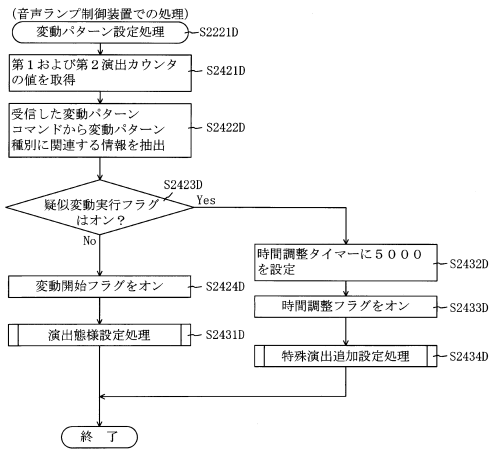 (音声ランプ制御装置での処理)
変動パターン設定処理
S2221D
第１および第２演出カウンタ
の値を取得
S2421D
受信した変動パターン
コマンドから変動パターン
種別に関連する情報を抽出
S2422D
疑似変動実行フラグ
はオン？
S2423D
Yes
No
変動開始フラグをオン
S2424D
演出態様設定処理
S2431D
時間調整タイマーに５０００
を設定
S2432D
時間調整フラグをオン
S2433D
特殊演出追加設定処理
S2434D
終　了